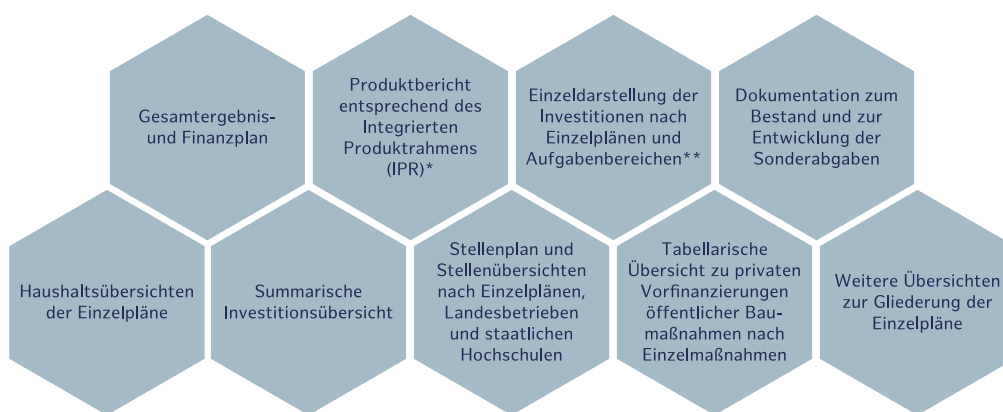 Gesamtergebnis-
und Finanzplan
Produktbericht
entsprechend des
Integrierten
Produktrahmens
(IPR)*
Einzeldarstellung der
Investitionen nach
Einzelplänen und
Aufgabenbereichen**
Dokumentation zum
Bestand und zur
Entwicklung der
Sonderabgaben
Haushaltsübersichten
der Einzelpläne
Summarische
Investitionsübersicht
Stellenplan und
Stellenübersichten
nach Einzelplänen,
Landesbetrieben
und staatlichen
Hochschulen
Tabellarische
Übersicht zu privaten
Vorfinanzierungen
öffentlicher Bau-
maßnahmen nach
Einzelmaßnahmen
Weitere Übersichten
zur Gliederung der
Einzelpläne